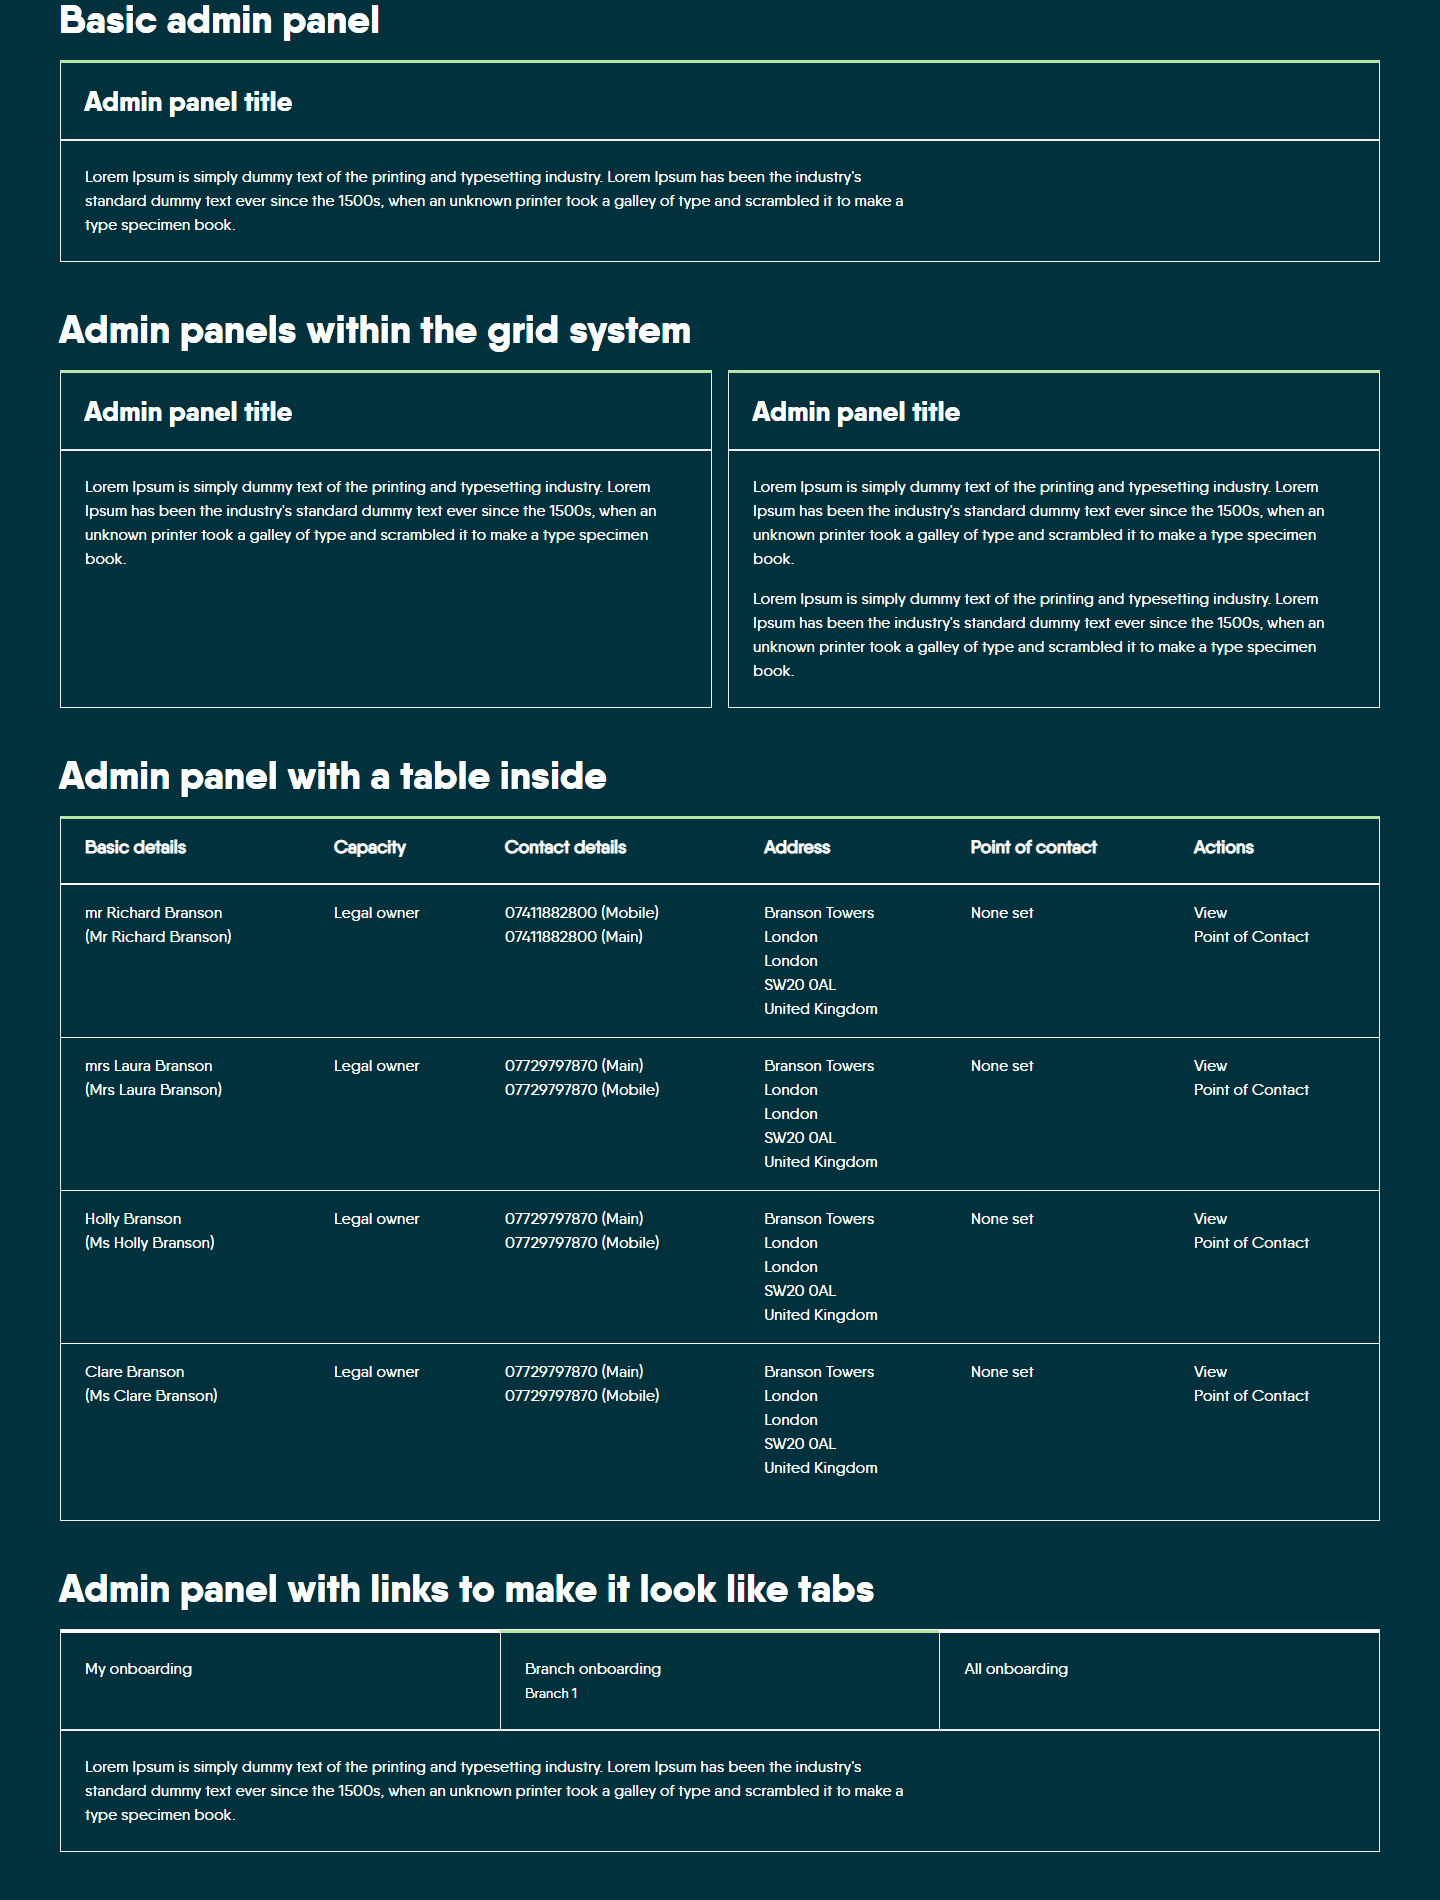 Basic admin panel
Admin panel title
Lorem Ipsum is simply dummy text of the printing and typesetting industry. Lorem Ipsum has been the industry's
standard dummy text ever since the 1500s, when an unknown printer took a galley of type and scrambled it to make a
type specimen book.
Admin panels within the grid system
Admin panel title
Lorem Ipsum is simply dummy text of the printing and typesetting industry. Lorem
Ipsum has been the industry's standard dummy text ever since the 1500s, when an
unknown printer took a galley of type and scrambled it to make a type specimen
book.
Admin panel title
Lorem Ipsum is simply dummy text of the printing and typesetting industry. Lorem
Ipsum has been the industry's standard dummy text ever since the 1500s, when an
unknown printer took a galley of type and scrambled it to make a type specimen
book.
Lorem Ipsum is simply dummy text of the printing and typesetting industry. Lorem
Ipsum has been the industry's standard dummy text ever since the 1500s, when an
unknown printer took a galley of type and scrambled it to make a type specimen
book.
Admin panel with a table inside
Basic details Capacity Contact details Address Point of contact Actions
mr Richard Branson Legal owner 07411882800 (Mobile) Branson Towers None set View
(Mr Richard Branson) 07411882800 (Main) London Point of Contact
London
SW20 0AL
United Kingdom
mrs Laura Branson Legal owner 07729797870 (Main) Branson Towers None set View
(Mrs Laura Branson) 07729797870 (Mobile) London Point of Contact
London
SW20 0AL
United Kingdom
Holly Branson Legal owner 07729797870 (Main) Branson Towers None set View
(Ms Holly Branson) 07729797870 (Mobile) London Point of Contact
London
SW20 0AL
United Kingdom
Clare Branson Legal owner 07729797870 (Main) Branson Towers None set View
(Ms Clare Branson) 07729797870 (Mobile) London Point of Contact
London
SW20 0AL
United Kingdom
Admin panel with links to make it look like tabs
My onboarding Branch onboarding All onboarding
Branch 1
Lorem Ipsum is simply dummy text of the printing and typesetting industry. Lorem Ipsum has been the industry's
standard dummy text ever since the 1500s, when an unknown printer took a galley of type and scrambled it to make a
type specimen book.